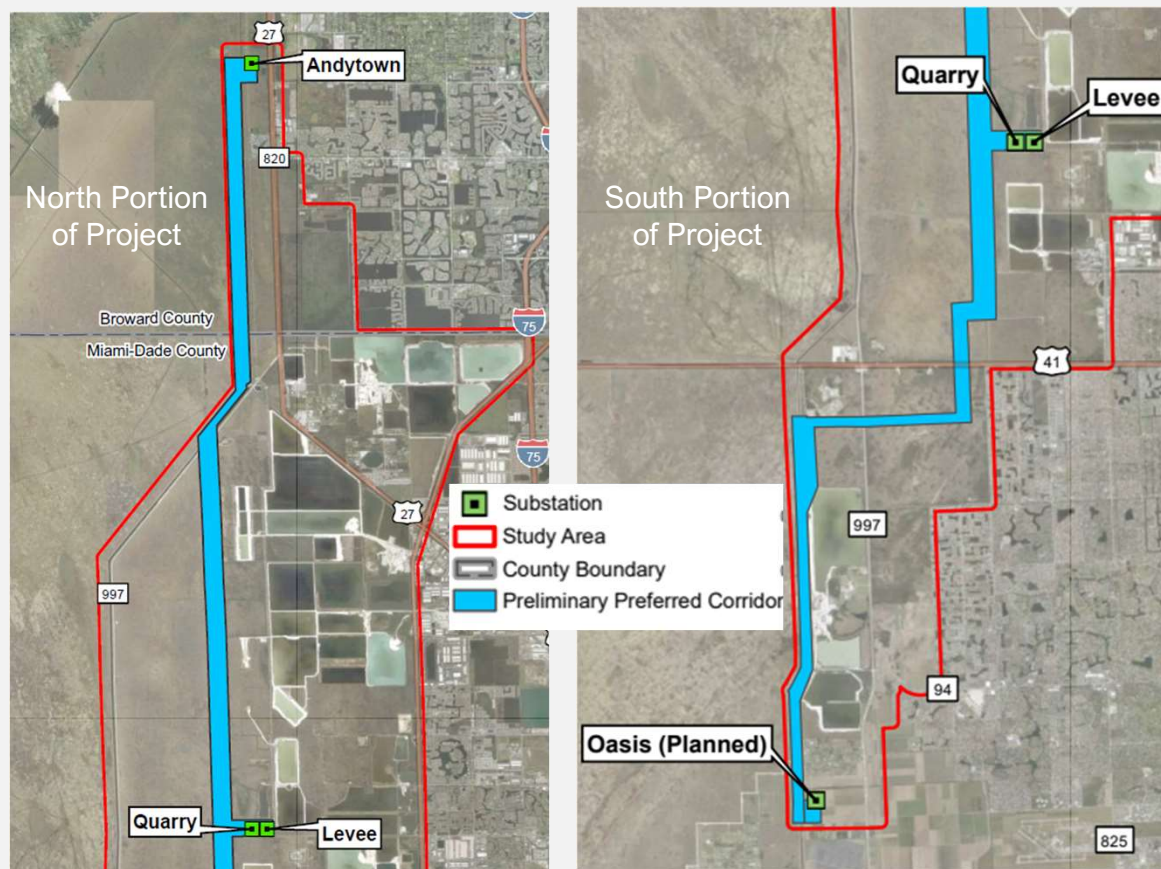 27
Andytown
820
North Portion
of Project
Broward County
Miami-Dade County
75
75
27
997
Quarry
Levee
Quarry
Levee
South Portion
of Project
41
997
94
Oasis (Planned)
825
Substation
Study Area
County Boundary
Preliminary Preferred Corridor